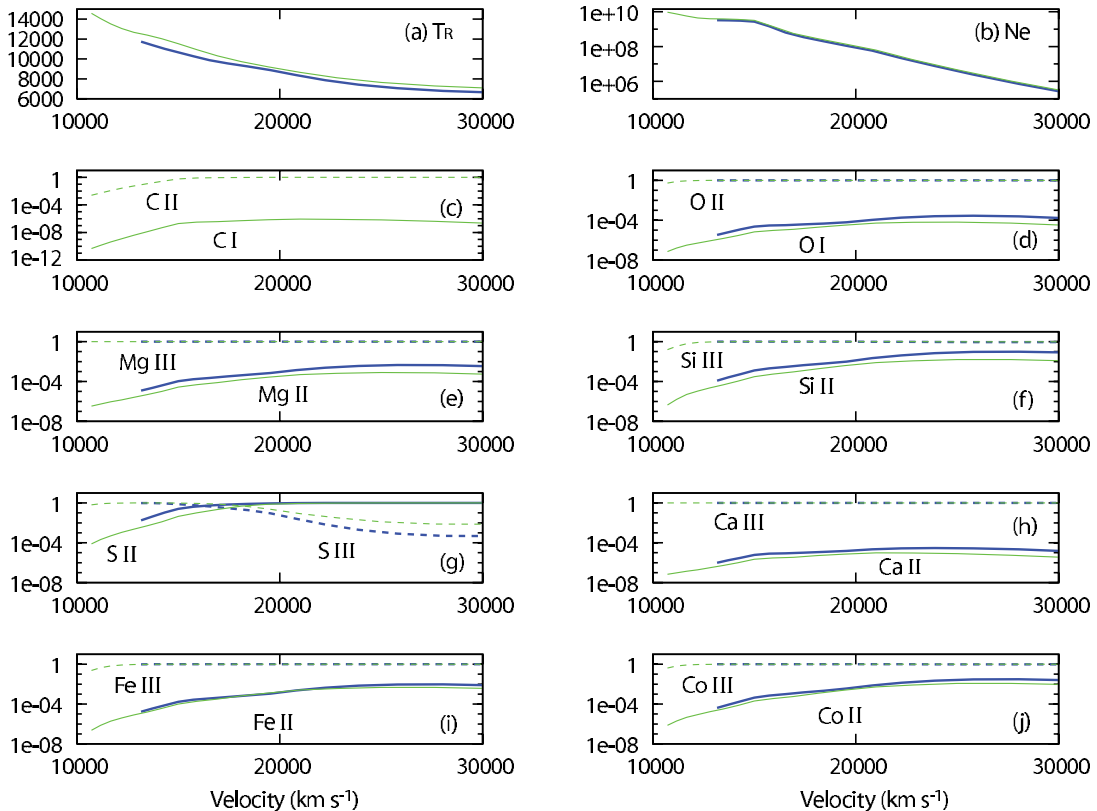 14000
12000
10000
8000
6000
(a) TR
10000 20000 30000
1e+10
1e+08
1e+06
(b) Ne
10000 20000 30000
1
1e-04
1e-08
1e-12
C II
C I
(c)
10000 20000 30000
1
1e-04
1e-08
O II
O I
(d)
10000 20000 30000
1
1e-04
1e-08
Mg III
Mg II
(e)
10000 20000 30000
1
1e-04
1e-08
Si III
Si II
(f)
10000 20000 30000
1
1e-04
1e-08
S II
S III
(g)
10000 20000 30000
1
1e-04
1e-08
Ca III
Ca II
(h)
10000 20000 30000
1
1e-04
1e-08
Fe III
Fe II
(i)
10000 20000 30000
Velocity (km s⁻¹)
1
1e-04
1e-08
Co III
Co II
(j)
10000 20000 30000
Velocity (km s⁻¹)